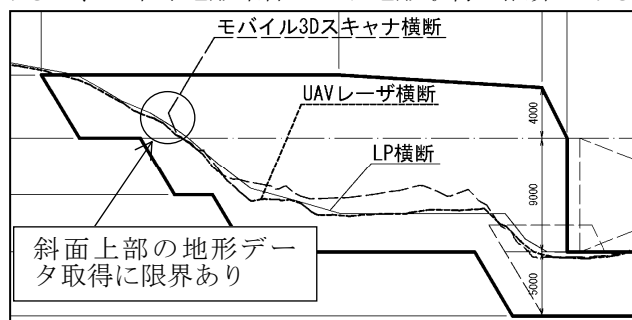 モバイル3Dスキャナ横断
UAVレーザ横断
LP横断
4000
9000
5000
斜面上部の地形デー
タ取得に限界あり